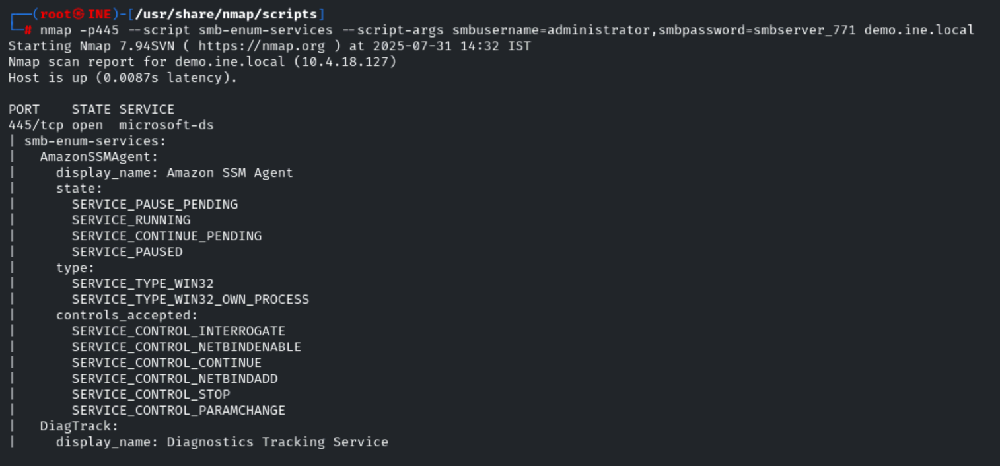 ┌──(root㉿INE)-[/usr/share/nmap/scripts]
└─# nmap -p445 --script smb-enum-services --script-args smbusername=administrator,smbpassword=smbserver_771 demo.ine.local
Starting Nmap 7.94SVN ( https://nmap.org ) at 2025-07-31 14:32 IST
Nmap scan report for demo.ine.local (10.4.18.127)
Host is up (0.0087s latency).

PORT    STATE SERVICE
445/tcp open  microsoft-ds
| smb-enum-services:
|   AmazonSSMAgent:
|     display_name: Amazon SSM Agent
|     state:
|       SERVICE_PAUSE_PENDING
|       SERVICE_RUNNING
|       SERVICE_CONTINUE_PENDING
|       SERVICE_PAUSED
|     type:
|       SERVICE_TYPE_WIN32
|       SERVICE_TYPE_WIN32_OWN_PROCESS
|     controls_accepted:
|       SERVICE_CONTROL_INTERROGATE
|       SERVICE_CONTROL_NETBINDENABLE
|       SERVICE_CONTROL_CONTINUE
|       SERVICE_CONTROL_NETBINDADD
|       SERVICE_CONTROL_STOP
|       SERVICE_CONTROL_PARAMCHANGE
|   DiagTrack:
|     display_name: Diagnostics Tracking Service